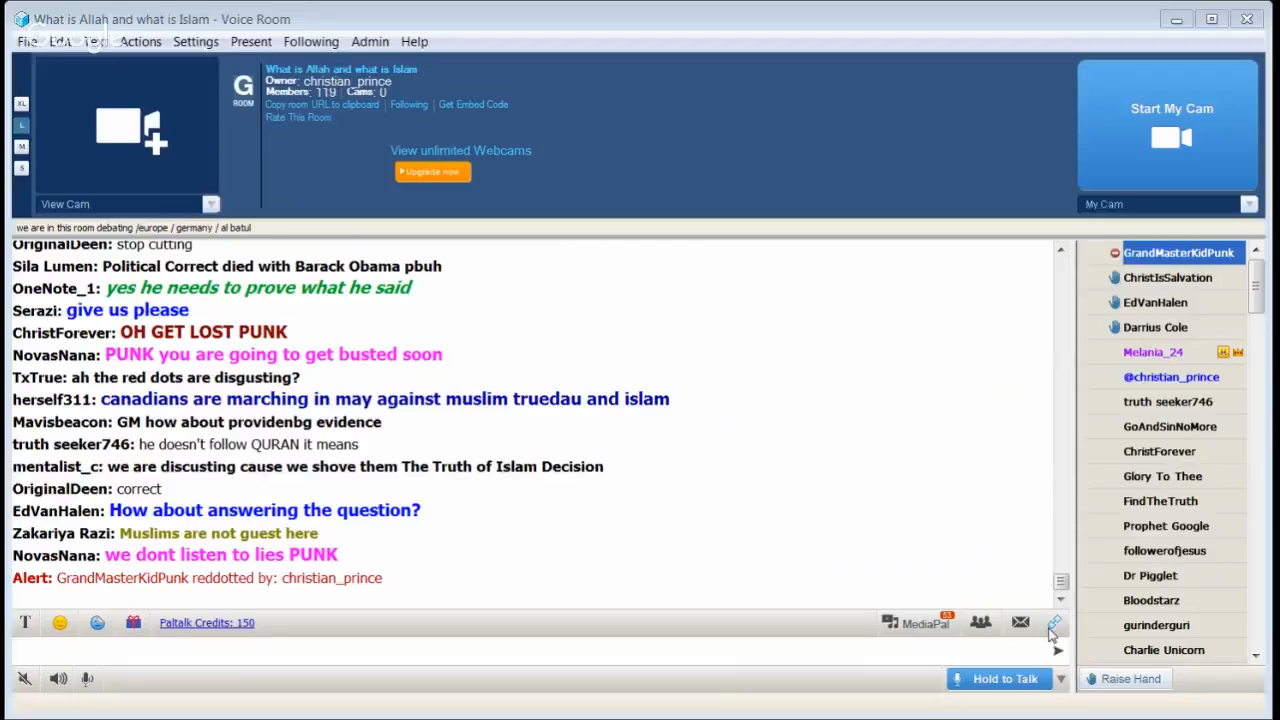 What is Allah and what is Islam - Voice Room
Google
File Edit Text Actions Settings Present Following Admin Help
XL
L
M
S
G
ROOM
What is Allah and what is Islam
Owner: christian_prince
Members: 119 Cams: 0
Copy room URL to clipboard | Following | Get Embed Code
Rate This Room
View unlimited Webcams
Upgrade now
Start My Cam
View Cam
My Cam
we are in this room debating /europe / germany / al batul
OriginalDeen: stop cutting
Sila Lumen: Political Correct died with Barack Obama pbuh
OneNote_1: yes he needs to prove what he said
Serazi: give us please
ChristForever: OH GET LOST PUNK
NovasNana: PUNK you are going to get busted soon
TxTrue: ah the red dots are disgusting?
herself311: canadians are marching in may against muslim truedau and islam
Mavisbeacon: GM how about providenbg evidence
truth seeker746: he doesn't follow QURAN it means
mentalist_c: we are discusting cause we shove them The Truth of Islam Decision
OriginalDeen: correct
EdVanHalen: How about answering the question?
Zakariya Razi: Muslims are not guest here
NovasNana: we dont listen to lies PUNK
Alert: GrandMasterKidPunk reddotted by: christian_prince
GrandMasterKidPunk
ChristIsSalvation
EdVanHalen
Darrius Cole
Melania_24
@christian_prince
truth seeker746
GoAndSinNoMore
ChristForever
Glory To Thee
FindTheTruth
Prophet Google
followerofjesus
Dr Pigglet
Bloodstarz
gurinderguri
Charlie Unicorn
T
Paltalk Credits: 150
MediaPal 53
Hold to Talk
Raise Hand